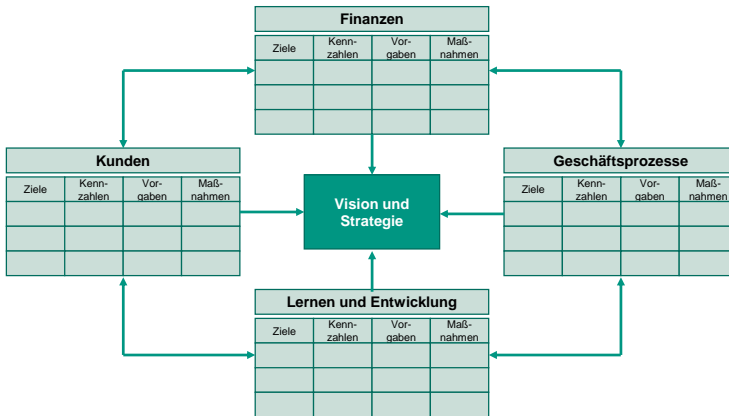 Finanzen
Ziele Kenn- Vor- Maß-
zahlen gaben nahmen
Kunden
Ziele Kenn- Vor- Maß-
zahlen gaben nahmen
Vision und
Strategie
Geschäftsprozesse
Ziele Kenn- Vor- Maß-
zahlen gaben nahmen
Lernen und Entwicklung
Ziele Kenn- Vor- Maß-
zahlen gaben nahmen